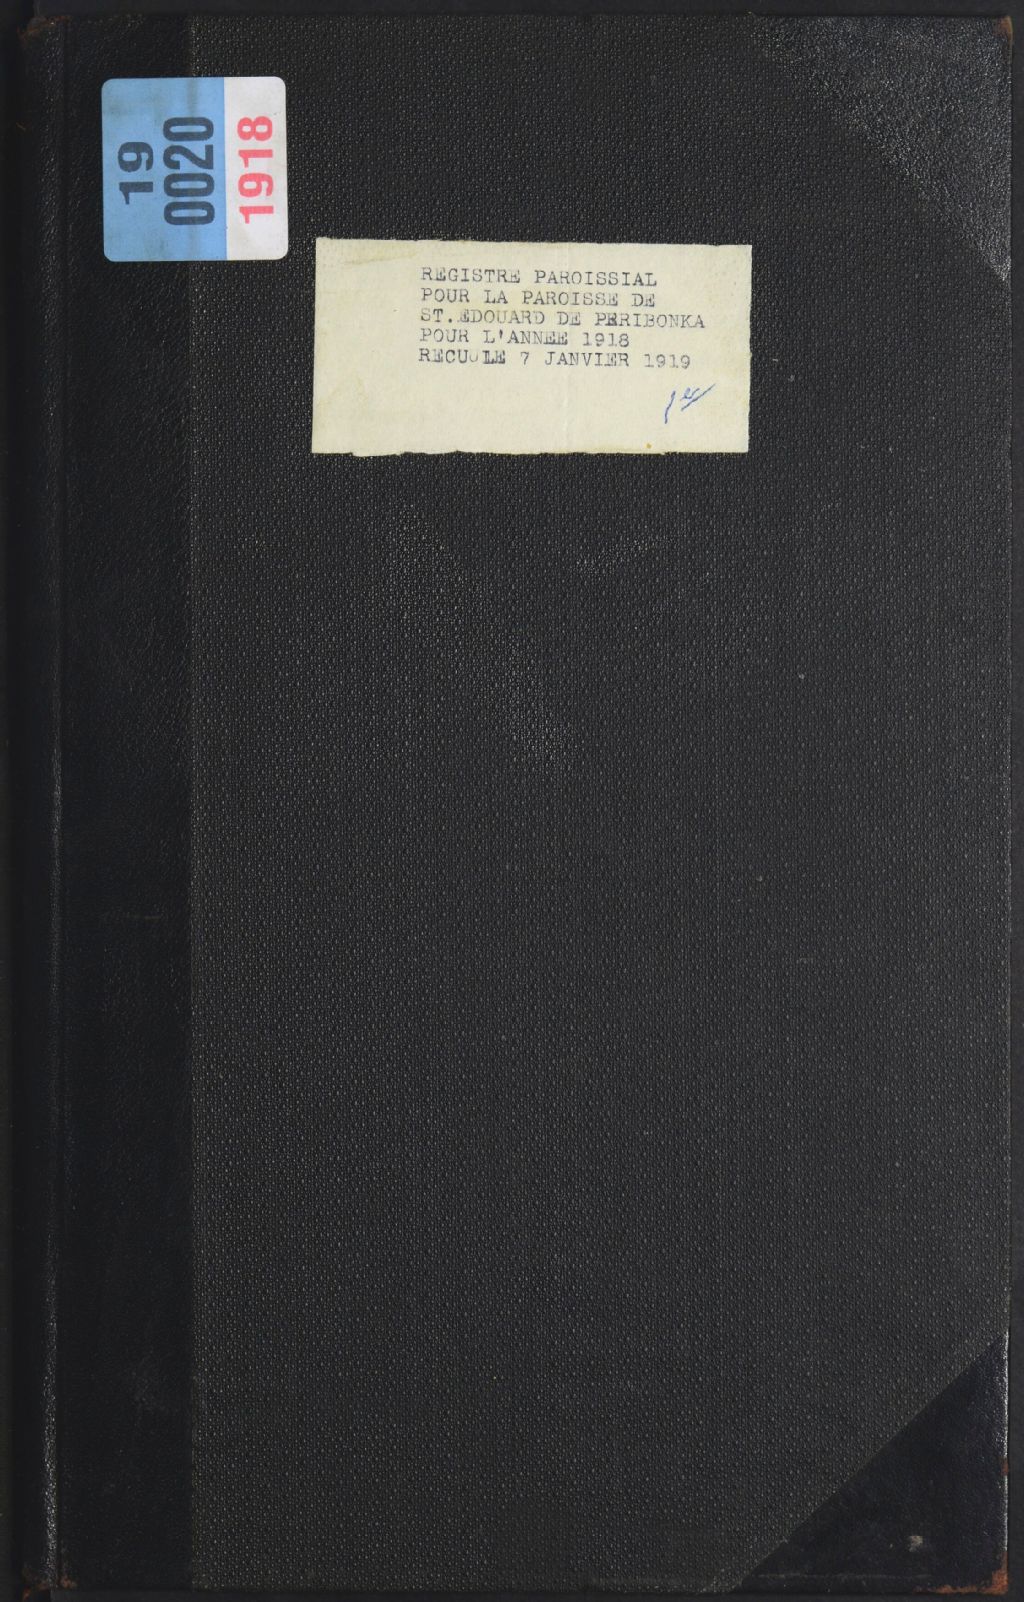 19
0020
1918
REGISTRE PAROISSIAL
POUR LA PAROISSE DE
ST.EDOUARD DE PERIBONKA
POUR L'ANNEE 1918
RECU LE 7 JANVIER 1919